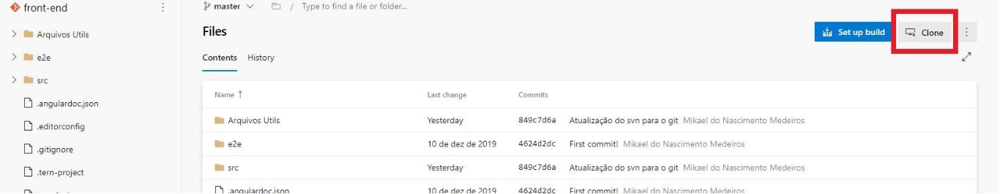 front-end
Arquivos Utils
e2e
src
.angulardoc.json
.editorconfig
.gitignore
.tern-project
master / Type to find a file or folder...
Files
Set up build Clone
Contents History
Name ↑ Last change Commits
Arquivos Utils Yesterday 849c7d6a Atualização do svn para o git Mikael do Nascimento Medeiros
e2e 10 de dez de 2019 4624d2dc First commit! Mikael do Nascimento Medeiros
src Yesterday 849c7d6a Atualização do svn para o git Mikael do Nascimento Medeiros
.angulardoc.json 10 de dez de 2019 4624d2dc First commit! Mikael do Nascimento Medeiros